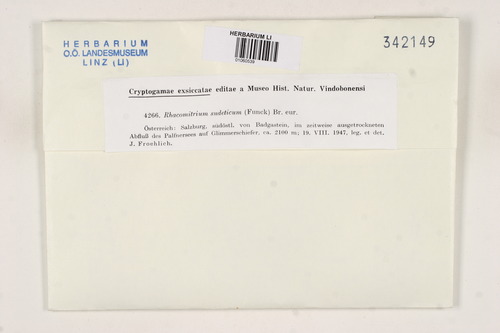 HERBARIUM
O.Ö. LANDESMUSEUM
LINZ (LI)
HERBARIUM LI
342149
Cryptogamae exsiccatae editae a Museo Hist. Natur. Vindobonensi
4266. Rhacomitrium sudeticum (Funck) Br. eur.
Österreich: Salzburg, südöstl. von Badgastein, im zeitweise ausgetrockneten
Abfluß des Palfnersees auf Glimmerschiefer, ca. 2100 m; 19. VIII. 1947, leg. et det.
J. Froehlich.